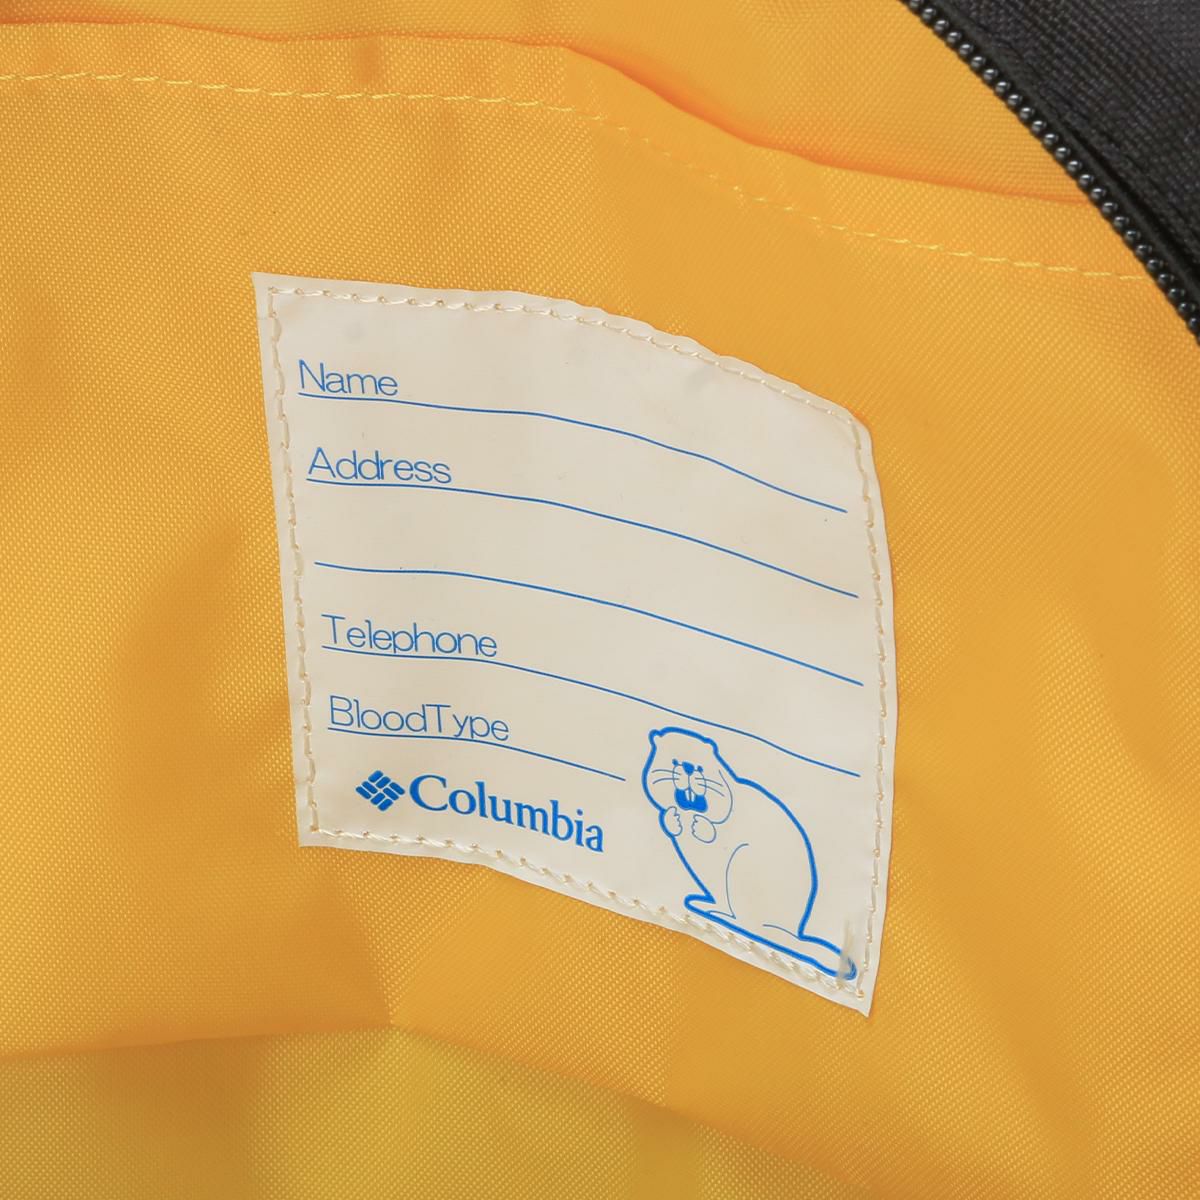 Name
Address
Telephone
BloodType
Columbia